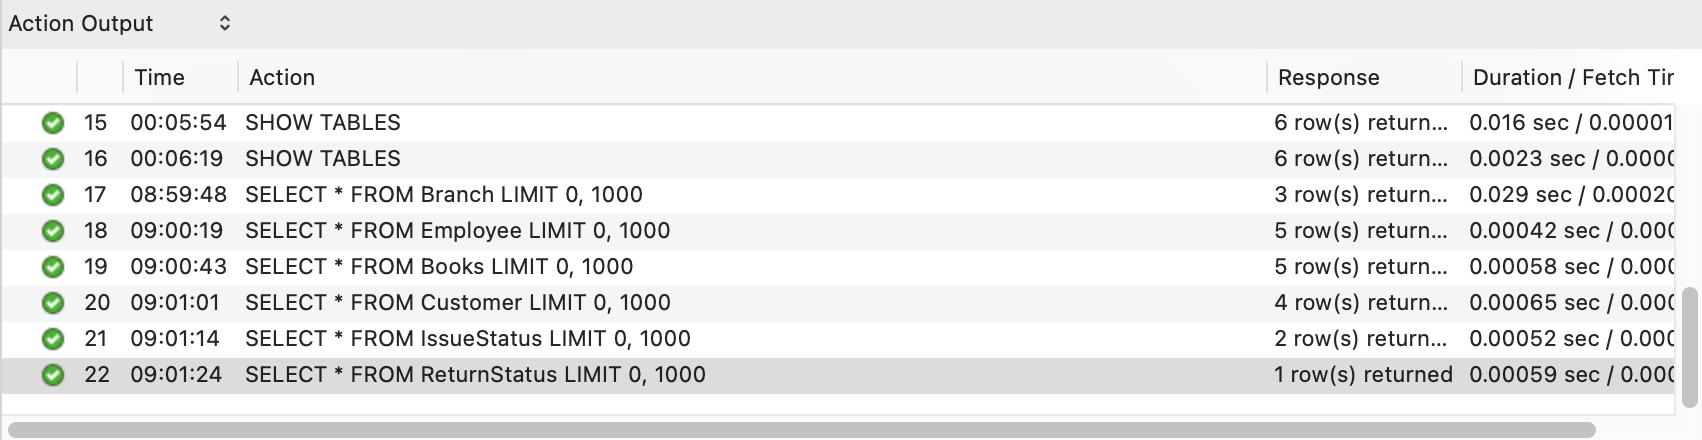 Action Output
Time Action Response Duration / Fetch Tir
15 00:05:54 SHOW TABLES 6 row(s) return... 0.016 sec / 0.00001
16 00:06:19 SHOW TABLES 6 row(s) return... 0.0023 sec / 0.0000
17 08:59:48 SELECT * FROM Branch LIMIT 0, 1000 3 row(s) return... 0.029 sec / 0.00020
18 09:00:19 SELECT * FROM Employee LIMIT 0, 1000 5 row(s) return... 0.00042 sec / 0.000
19 09:00:43 SELECT * FROM Books LIMIT 0, 1000 5 row(s) return... 0.00058 sec / 0.000
20 09:01:01 SELECT * FROM Customer LIMIT 0, 1000 4 row(s) return... 0.00065 sec / 0.000
21 09:01:14 SELECT * FROM IssueStatus LIMIT 0, 1000 2 row(s) return... 0.00052 sec / 0.000
22 09:01:24 SELECT * FROM ReturnStatus LIMIT 0, 1000 1 row(s) returned 0.00059 sec / 0.000